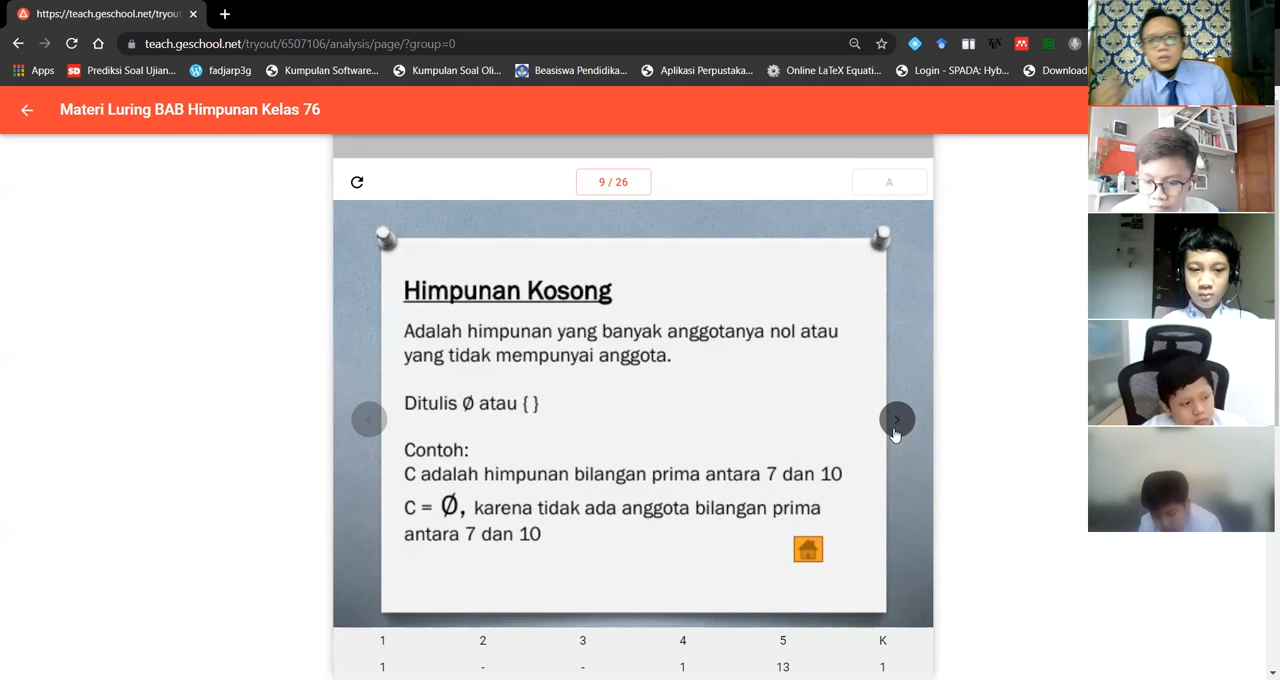 https://teach.geschool.net/tryout
teach.geschool.net/tryout/6507106/analysis/page/?group=0
Apps
Prediksi Soal Ujian...
fadjarp3g
Kumpulan Software...
Kumpulan Soal Oli...
Beasiswa Pendidika...
Aplikasi Perpustaka...
Online LaTeX Equati...
Login - SPADA: Hyb...
Download
Materi Luring BAB Himpunan Kelas 76
9 / 26
A
Himpunan Kosong
Adalah himpunan yang banyak anggotanya nol atau
yang tidak mempunyai anggota.
Ditulis Ø atau { }
Contoh:
C adalah himpunan bilangan prima antara 7 dan 10
C = Ø, karena tidak ada anggota bilangan prima
antara 7 dan 10
1 2 3 4 5 K
1 - - 1 13 1